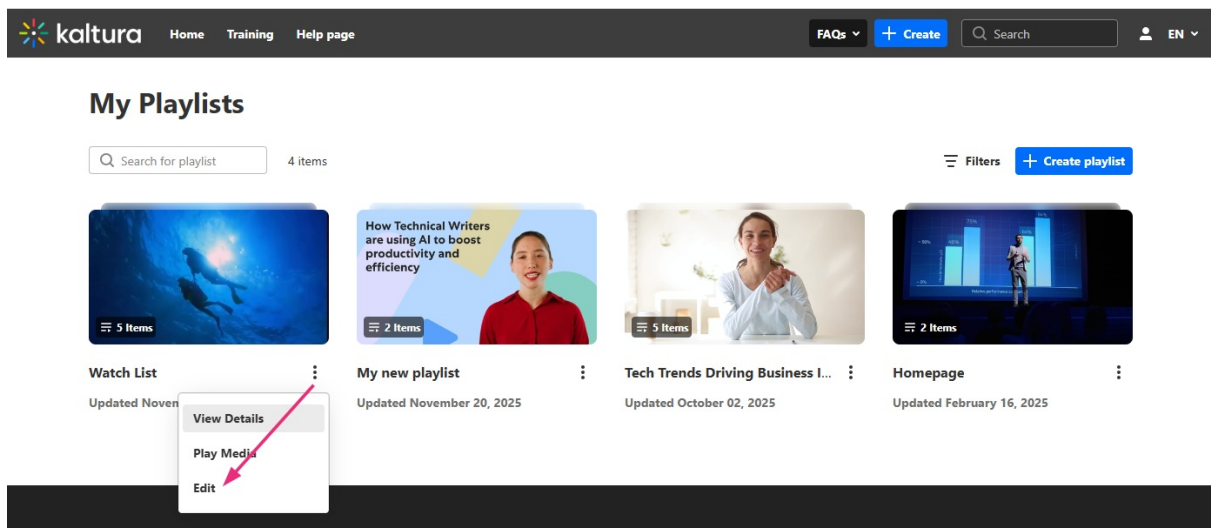 kaltura Home Training Help page FAQs + Create Search EN
My Playlists
Search for playlist 4 items Filters + Create playlist
How Technical Writers
are using AI to boost
productivity and
efficiency
5 Items
2 Items
5 Items
2 Items
Watch List
My new playlist
Tech Trends Driving Business I...
Homepage
Updated Noven
Updated November 20, 2025
Updated October 02, 2025
Updated February 16, 2025
View Details
Play Media
Edit